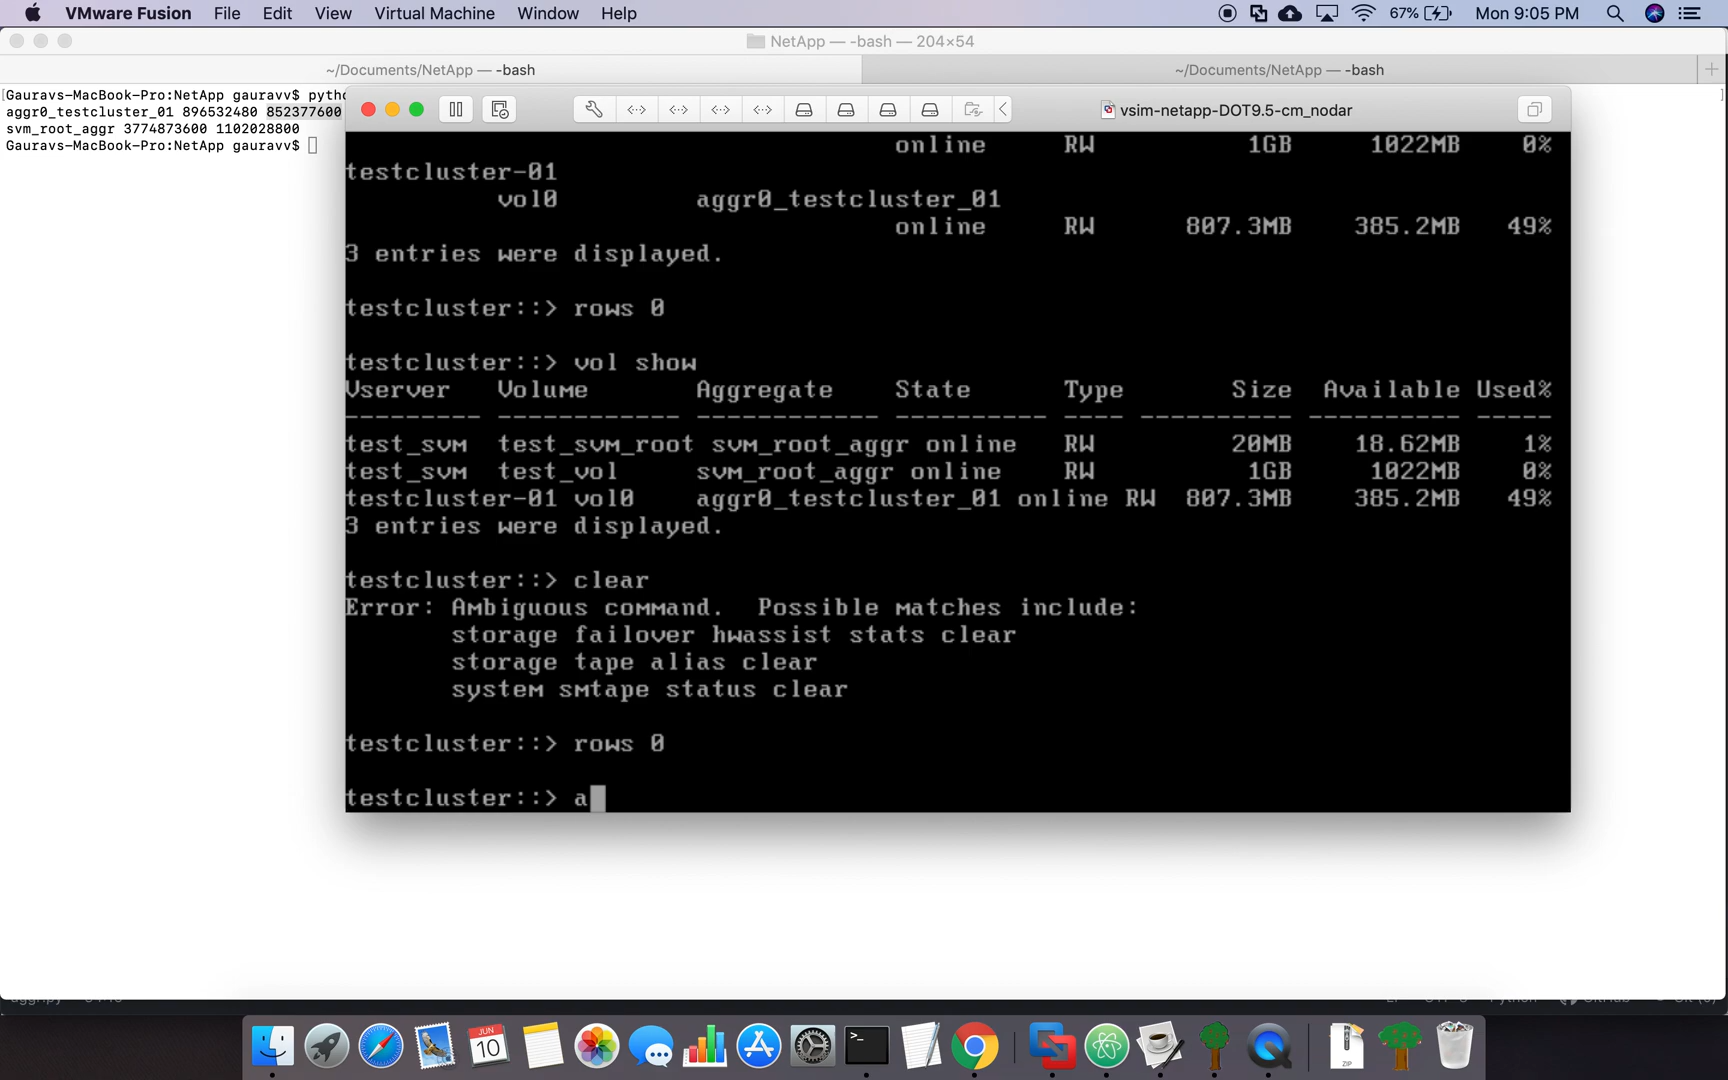 VMware Fusion File Edit View Virtual Machine Window Help 67% Mon 9:05 PM
NetApp — -bash — 204×54
~/Documents/NetApp — -bash ~/Documents/NetApp — -bash
Gauravs-MacBook-Pro:NetApp gauravv$
aggr0_testcluster_01 896532480 852377600
svm_root_aggr 3774873600 1102028800
Gauravs-MacBook-Pro:NetApp gauravv$
vsim-netapp-DOT9.5-cm_nodar
online RW 1GB 1022MB 0%
testcluster-01
vol0 aggr0_testcluster_01
online RW 807.3MB 385.2MB 49%
3 entries were displayed.
testcluster::> rows 0
testcluster::> vol show
Vserver Volume Aggregate State Type Size Available Used%
--------- ------------ ------------ ---------- ---- ---------- ---------- -----
test_svm test_svm_root svm_root_aggr online RW 20MB 18.62MB 1%
test_svm test_vol svm_root_aggr online RW 1GB 1022MB 0%
testcluster-01 vol0 aggr0_testcluster_01 online RW 807.3MB 385.2MB 49%
3 entries were displayed.
testcluster::> clear
Error: Ambiguous command. Possible matches include:
storage failover hwassist stats clear
storage tape alias clear
system smtape status clear
testcluster::> rows 0
testcluster::> a
JUN
10
ZIP